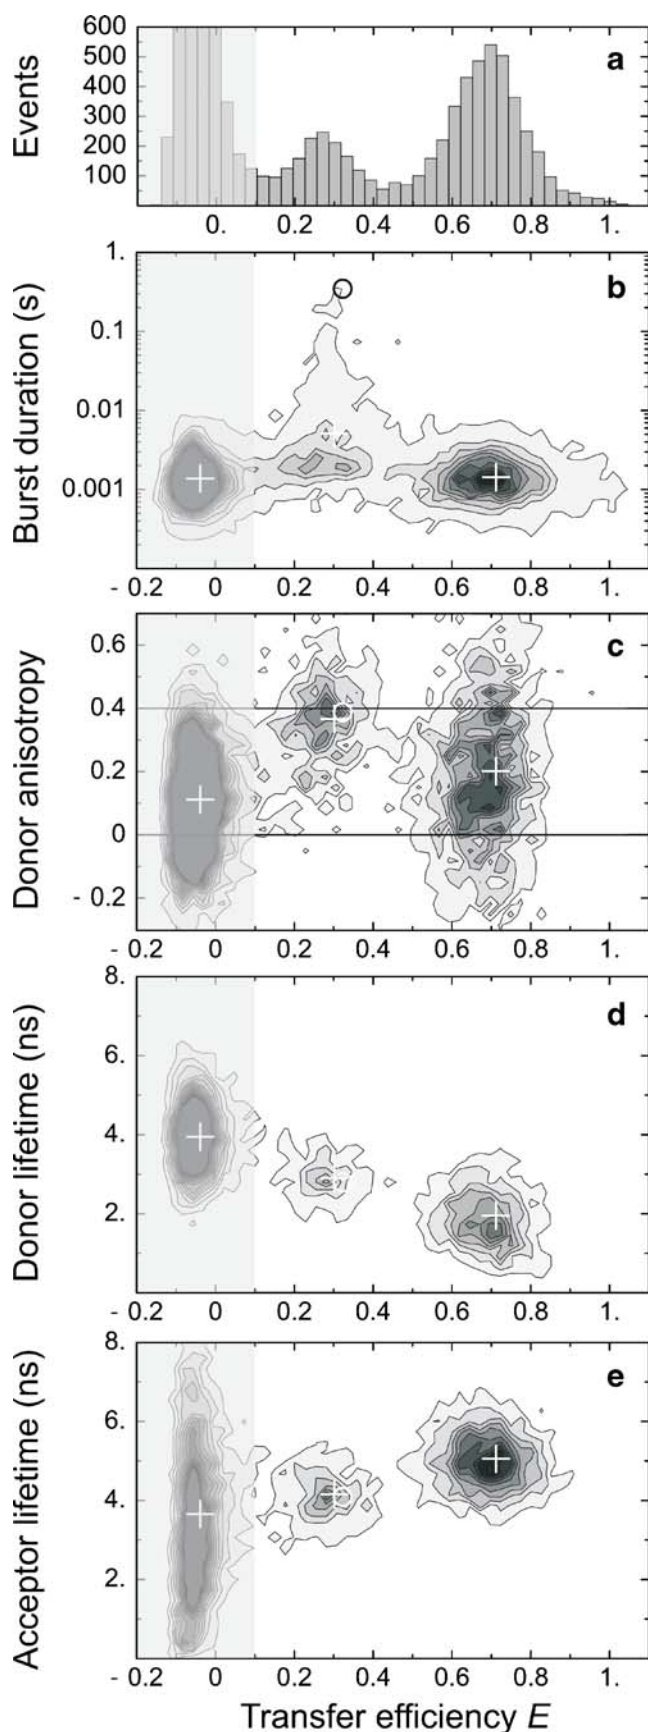 600
a
500
400
300
200
100
Events
0. 0.2 0.4 0.6 0.8 1.
1.
b
0.1
0.01
0.001
Burst duration (s)
- 0.2 0 0.2 0.4 0.6 0.8 1.
c
0.6
0.4
0.2
0
- 0.2
Donor anisotropy
- 0.2 0 0.2 0.4 0.6 0.8 1.
8.
d
6.
4.
2.
Donor lifetime (ns)
- 0.2 0 0.2 0.4 0.6 0.8 1.
8.
e
6.
4.
2.
Acceptor lifetime (ns)
- 0.2 0 0.2 0.4 0.6 0.8 1.
Transfer efficiency E